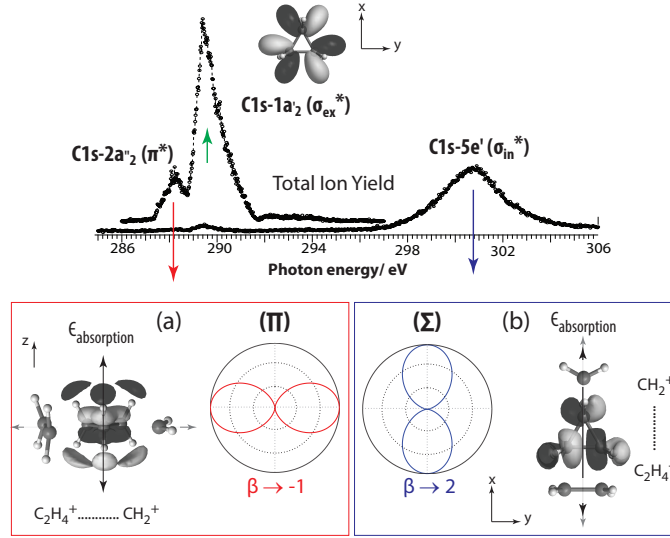 x
y
C1s-1a'₂ (σex*)
C1s-2a"₂ (π*)
C1s-5e' (σin*)
Total Ion Yield
286 290 294 298 302 306
Photon energy/ eV
ϵabsorption (a) (Π)
z
β → -1
C₂H₄⁺............CH₂⁺
(Σ) (b) ϵabsorption
CH₂⁺
C₂H₄⁺
β → 2
x
y